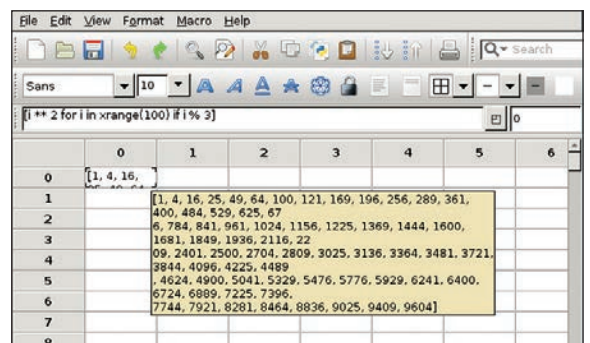 File Edit View Format Macro Help
Search
Sans 10
[i ** 2 for i in xrange(100) if i % 3] 0
0 1 2 3 4 5 6
0 [1, 4, 16,
1 [1, 4, 16, 25, 49, 64, 100, 121, 169, 196, 256, 289, 361,
400, 484, 529, 625, 67
2 6, 784, 841, 961, 1024, 1156, 1225, 1369, 1444, 1600,
3 1681, 1849, 1936, 2116, 22
09, 2401, 2500, 2704, 2809, 3025, 3136, 3364, 3481, 3721,
4 3844, 4096, 4225, 4489
5 , 4624, 4900, 5041, 5329, 5476, 5776, 5929, 6241, 6400,
6724, 6889, 7225, 7396,
6 7744, 7921, 8281, 8464, 8836, 9025, 9409, 9604]
7